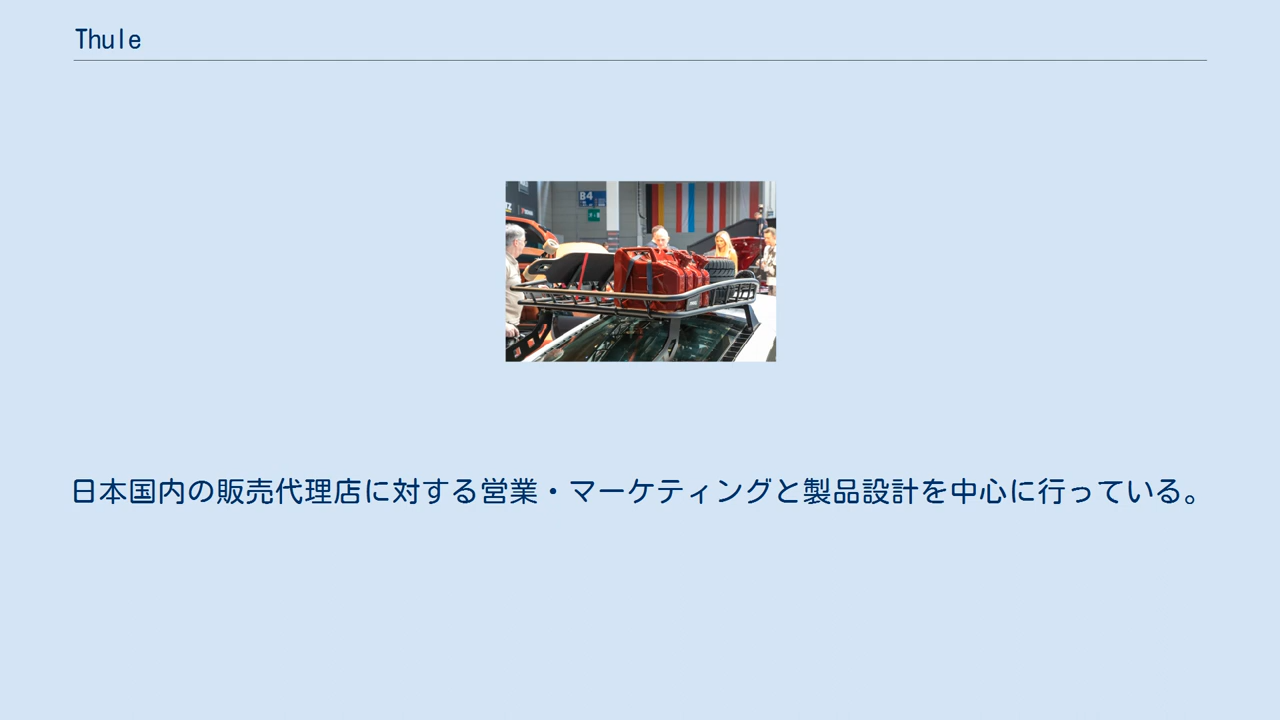 Thule
B4
日本国内の販売代理店に対する営業・マーケティングと製品設計を中心に行っている。